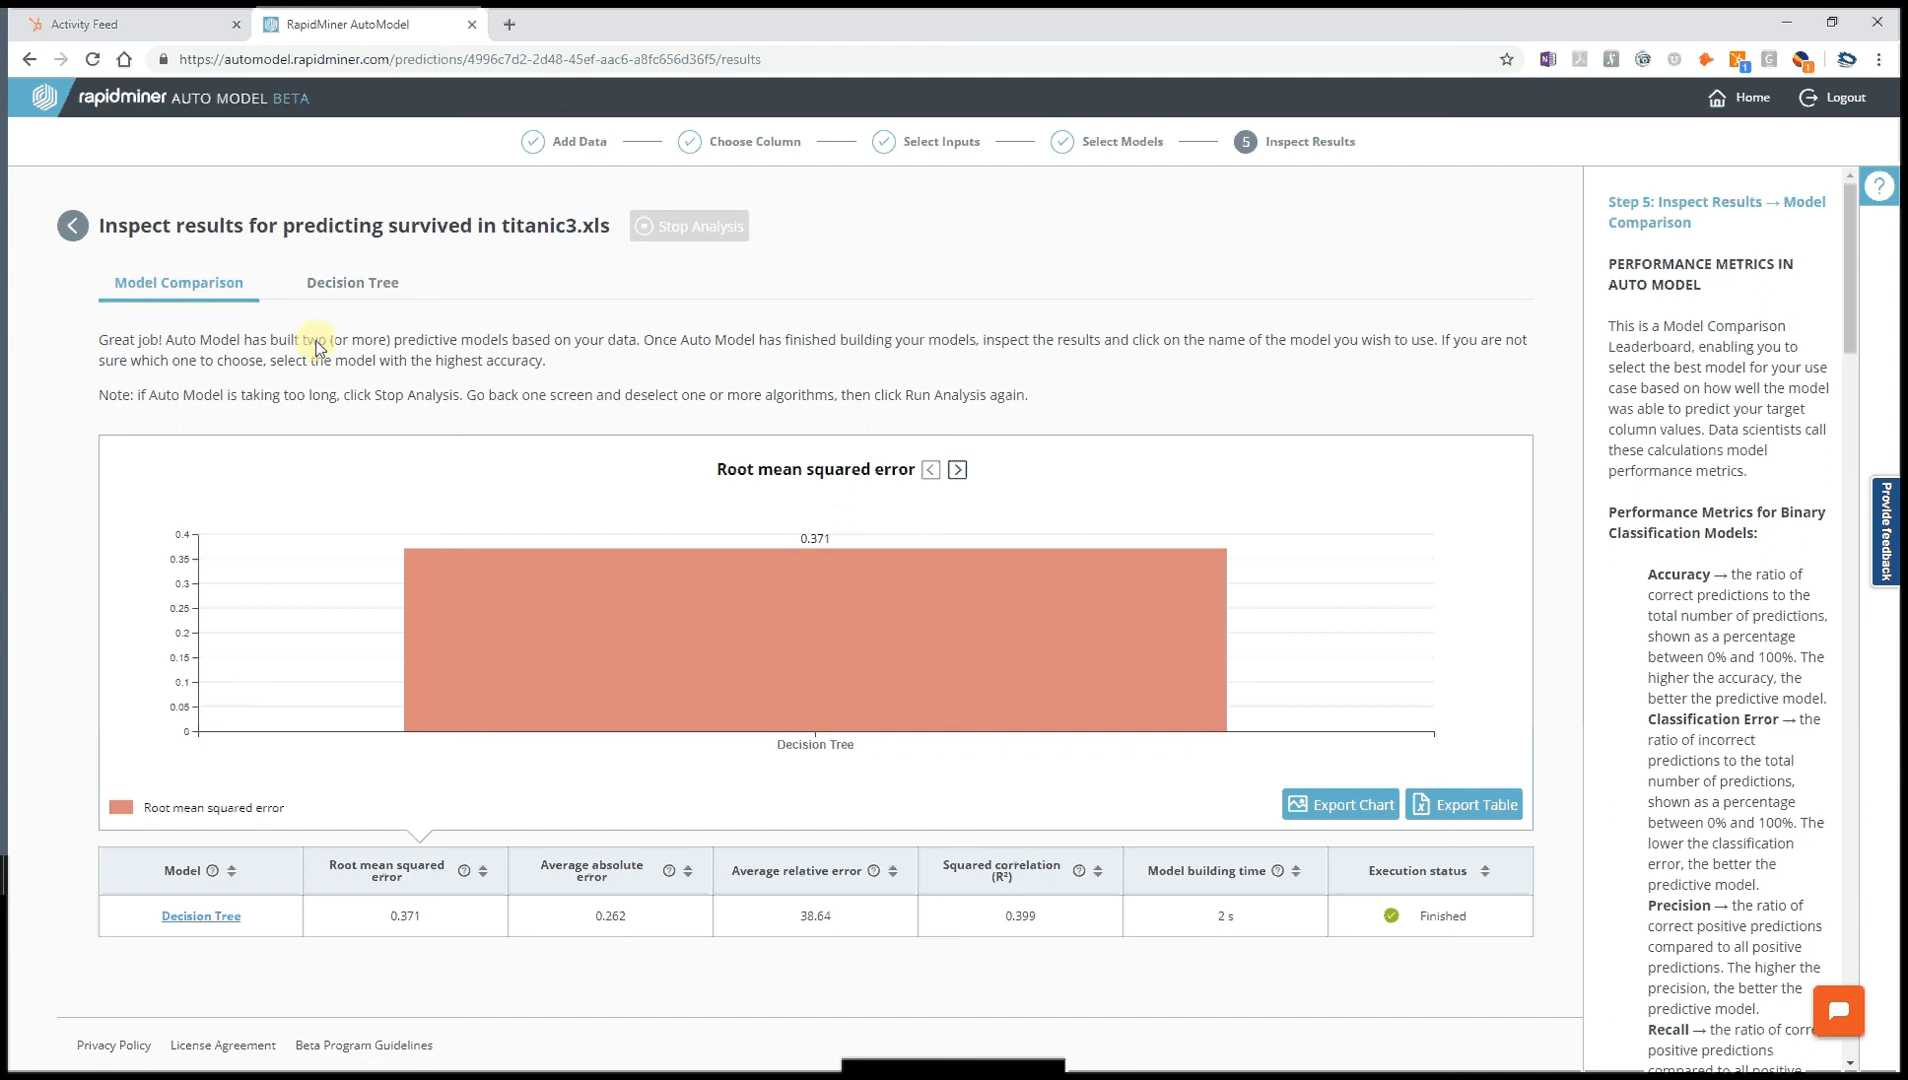 Activity Feed
RapidMiner AutoModel
https://automodel.rapidminer.com/predictions/4996c7d2-2d48-45ef-aac6-a8fc656d36f5/results
rapidminer AUTO MODEL BETA
Home
Logout
Add Data
Choose Column
Select Inputs
Select Models
5 Inspect Results
Inspect results for predicting survived in titanic3.xls
Stop Analysis
Model Comparison
Decision Tree
Great job! Auto Model has built two (or more) predictive models based on your data. Once Auto Model has finished building your models, inspect the results and click on the name of the model you wish to use. If you are not
sure which one to choose, select the model with the highest accuracy.
Note: if Auto Model is taking too long, click Stop Analysis. Go back one screen and deselect one or more algorithms, then click Run Analysis again.
Root mean squared error < >
0.371
0.4
0.35
0.3
0.25
0.2
0.15
0.1
0.05
0
Decision Tree
Root mean squared error
Export Chart
Export Table
Model ?
Root mean squared
error ?
Average absolute
error ?
Average relative error ?
Squared correlation
(R²) ?
Model building time ?
Execution status
Decision Tree 0.371 0.262 38.64 0.399 2 s Finished
Privacy Policy License Agreement Beta Program Guidelines
?
Step 5: Inspect Results → Model
Comparison
PERFORMANCE METRICS IN
AUTO MODEL
This is a Model Comparison
Leaderboard, enabling you to
select the best model for your use
case based on how well the model
was able to predict your target
column values. Data scientists call
these calculations model
performance metrics.
Performance Metrics for Binary
Classification Models:
Accuracy → the ratio of
correct predictions to the
total number of predictions,
shown as a percentage
between 0% and 100%. The
higher the accuracy, the
better the predictive model.
Classification Error → the
ratio of incorrect
predictions to the total
number of predictions,
shown as a percentage
between 0% and 100%. The
lower the classification
error, the better the
predictive model.
Precision → the ratio of
correct positive predictions
compared to all positive
predictions. The higher the
precision, the better the
predictive model.
Recall → the ratio of corre
positive predictions
compared to all positive
Provide feedback